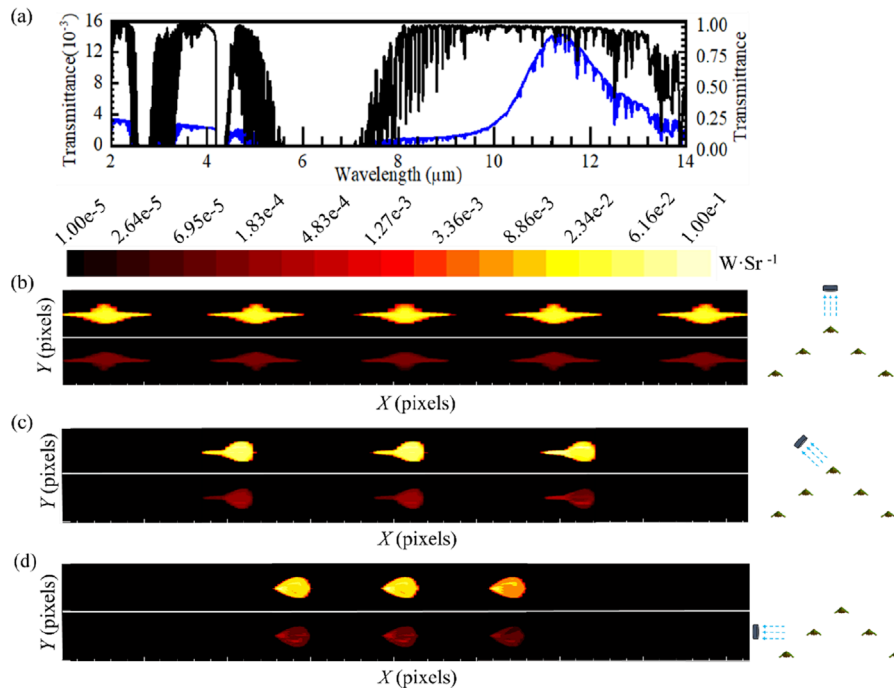 (a)
16
12
8
4
0
Transmittance(10⁻³)
1.00
0.75
0.50
0.25
0.00
Transmittance
2 4 6 8 10 12 14
Wavelength (μm)
1.00e-5 2.64e-5 6.95e-5 1.83e-4 4.83e-4 1.27e-3 3.36e-3 8.86e-3 2.34e-2 6.16e-2 1.00e-1
W·Sr⁻¹
(b)
Y (pixels)
X (pixels)
(c)
Y (pixels)
X (pixels)
(d)
Y (pixels)
X (pixels)